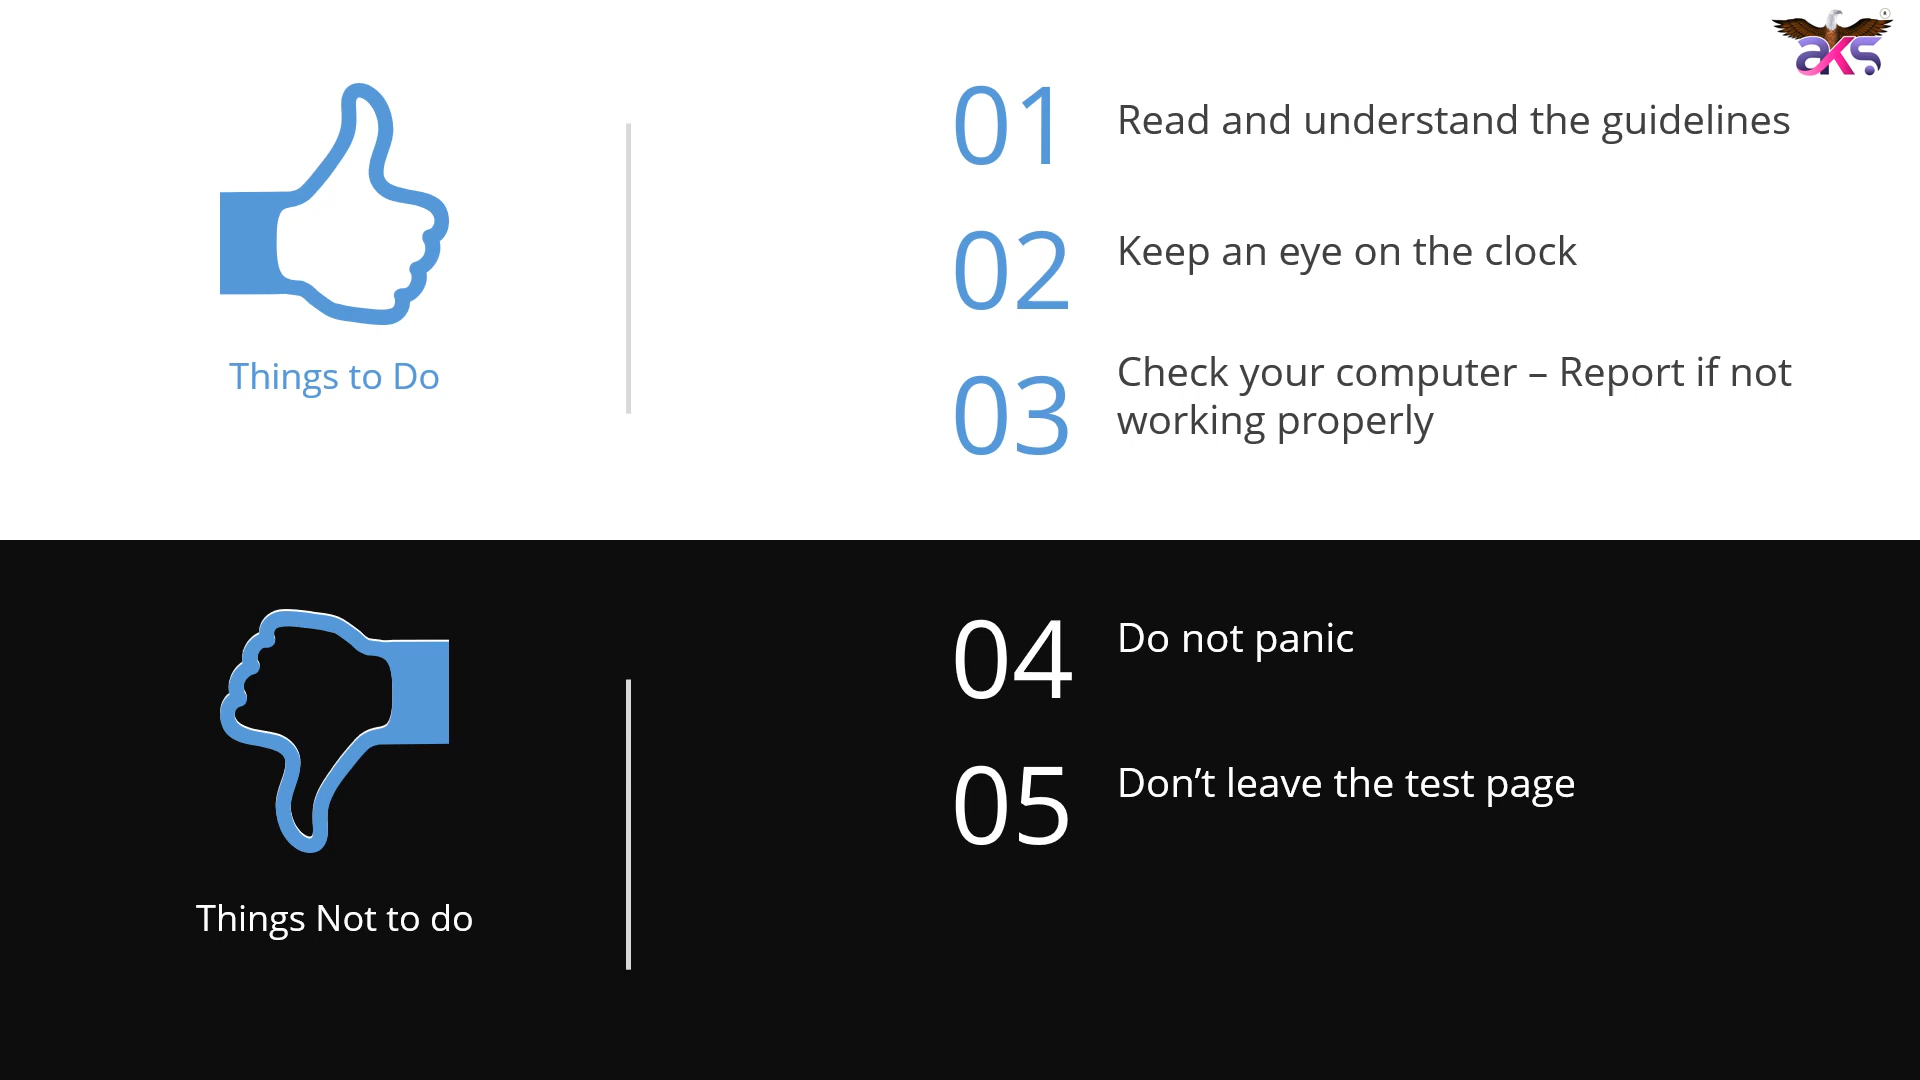 aks
01 Read and understand the guidelines
02 Keep an eye on the clock
03 Check your computer – Report if not
working properly
Things to Do
04 Do not panic
05 Don’t leave the test page
Things Not to do